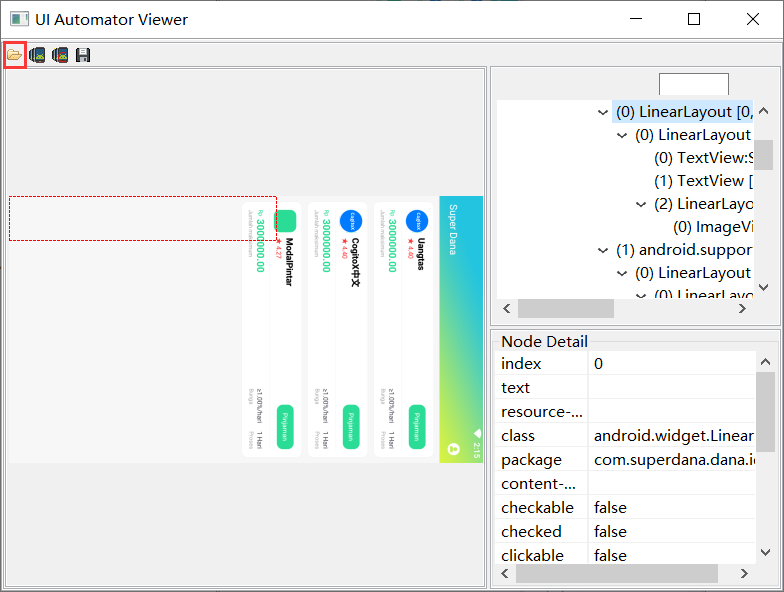 UI Automator Viewer
Super Dana
2:15
Uangtas
Uangtas
★ 4.40
Rp 3000000.00
Jumlah maksimum
≥1.00%/hari
Bunga
1 Hari
Proses
Pinjaman
CogitoX中文
Cogitas
★ 4.40
Rp 3000000.00
Jumlah maksimum
≥1.00%/hari
Bunga
1 Hari
Proses
Pinjaman
ModalPintar
★ 4.27
Rp 3000000.00
Jumlah maksimum
≥1.00%/hari
Bunga
1 Hari
Proses
Pinjaman
(0) LinearLayout [0,
(0) LinearLayout
(0) TextView:S
(1) TextView [
(2) LinearLayo
(0) ImageVi
(1) android.suppor
(0) LinearLayout
(0) LinearLayo
Node Detail
index 0
text
resource-...
class android.widget.Linear
package com.superdana.dana.i
content-...
checkable false
checked false
clickable false